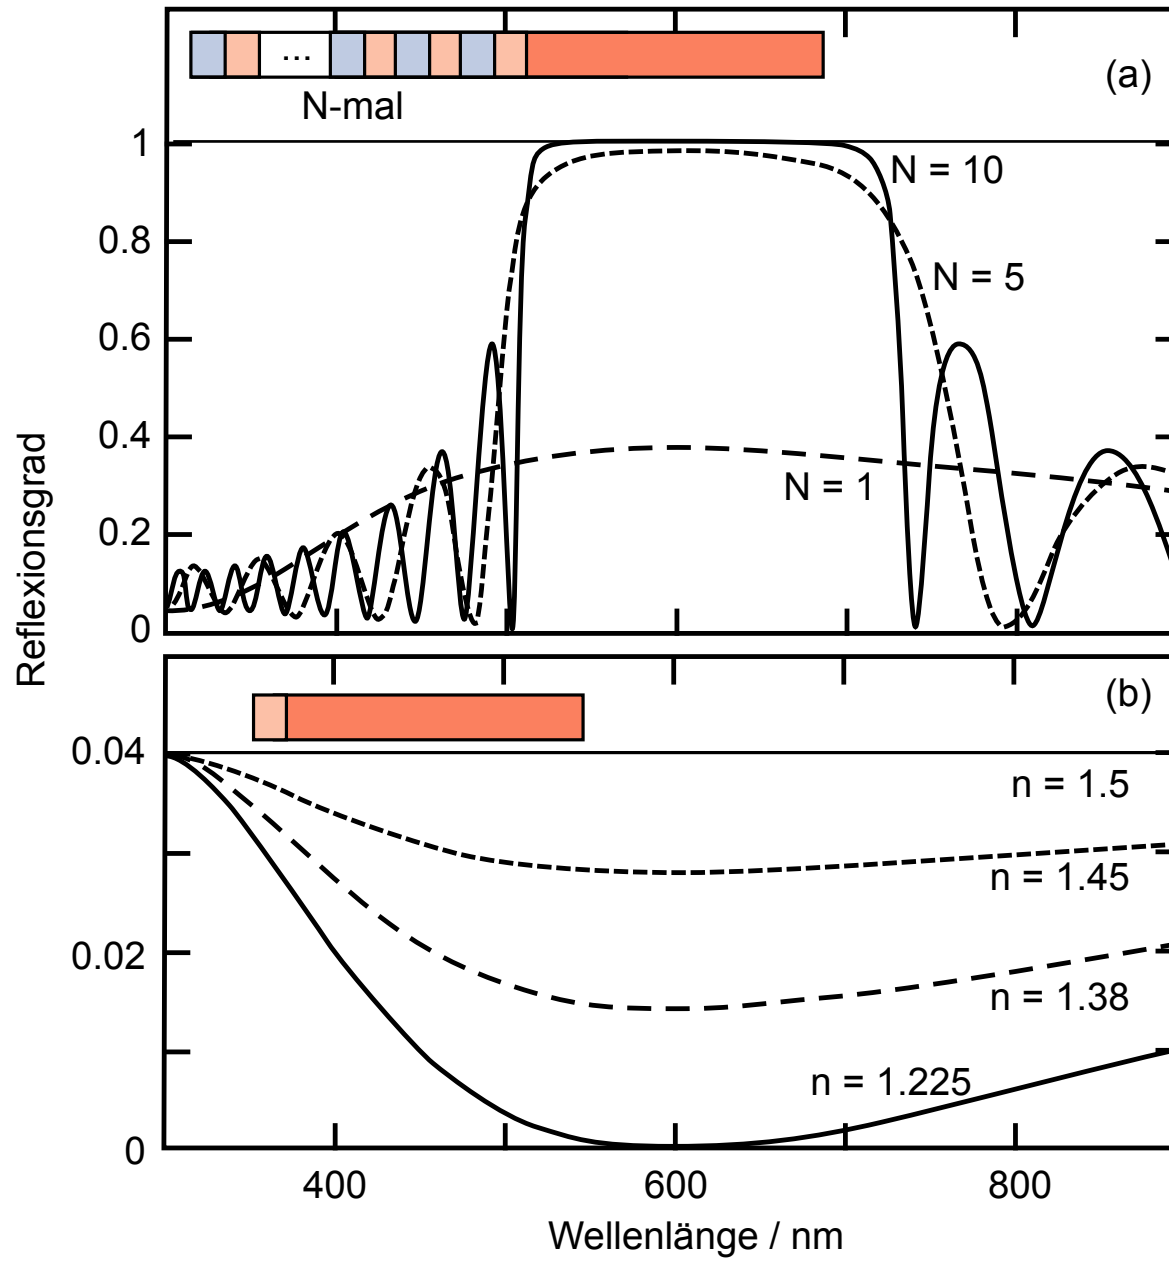 ...
(a)
N-mal
1
N = 10
0.8
N = 5
0.6
0.4
N = 1
0.2
0
Reflexionsgrad
(b)
0.04
n = 1.5
n = 1.45
0.02
n = 1.38
n = 1.225
0
400 600 800
Wellenlänge / nm